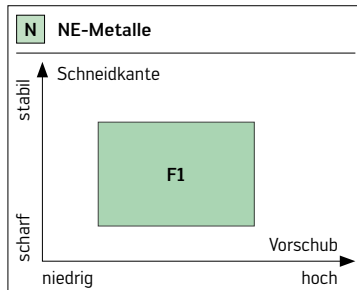 N NE-Metalle
stabil
Schneidkante
F1
scharf
Vorschub
niedrig hoch